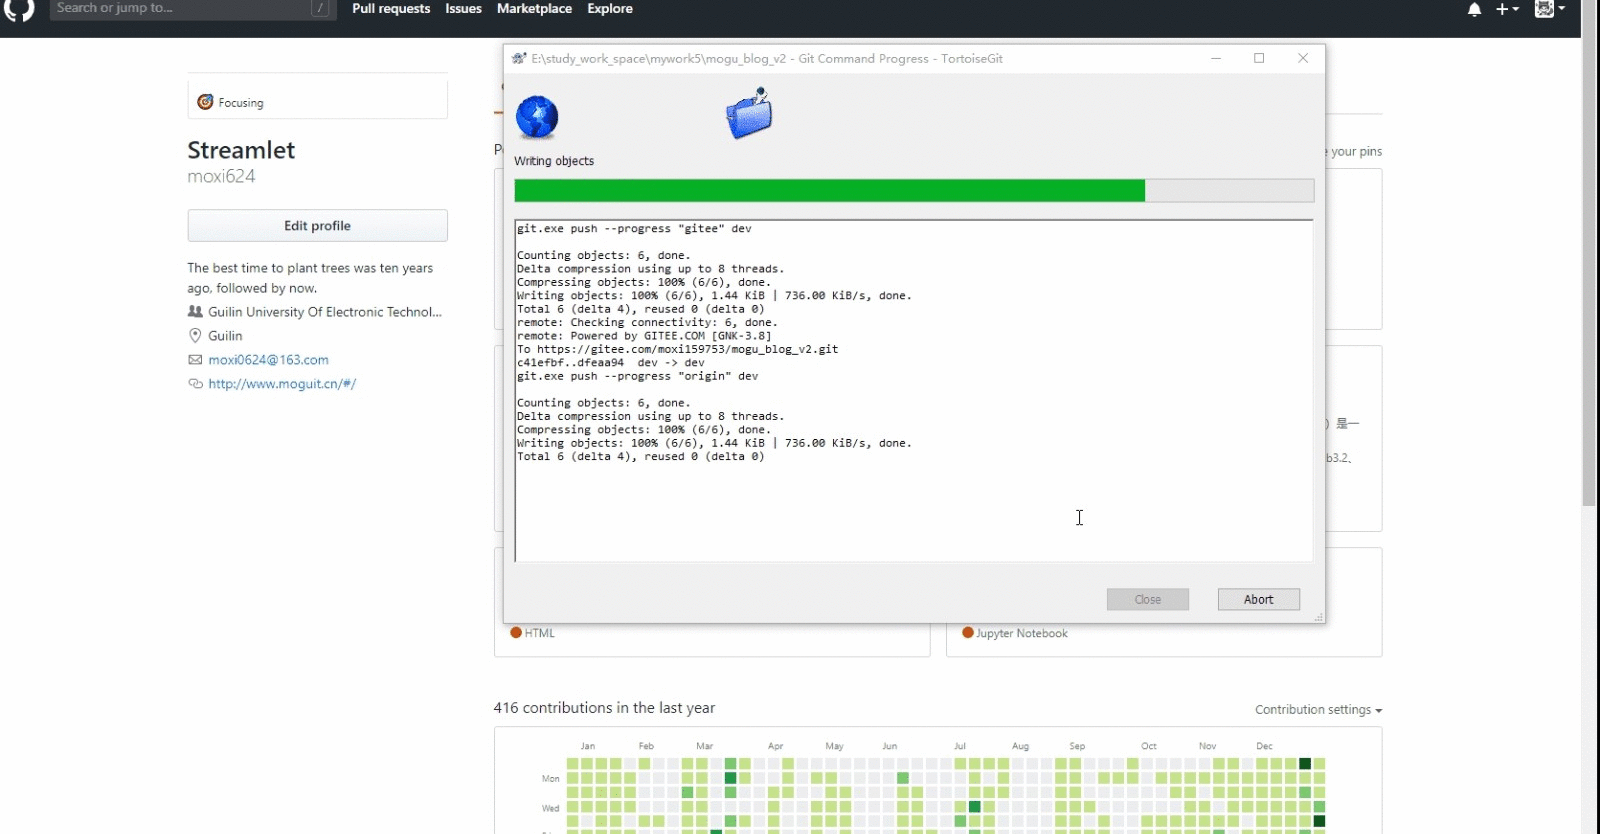 Search or jump to... /
Pull requests Issues Marketplace Explore
E:\study_work_space\mywork5\mogu_blog_v2 - Git Command Progress - TortoiseGit
Focusing
Streamlet
moxi624
Edit profile
The best time to plant trees was ten years
ago, followed by now.
Guilin University Of Electronic Technol...
Guilin
moxi0624@163.com
http://www.moguit.cn/#/
Writing objects
git.exe push --progress "gitee" dev
Counting objects: 6, done.
Delta compression using up to 8 threads.
Compressing objects: 100% (6/6), done.
Writing objects: 100% (6/6), 1.44 KiB | 736.00 KiB/s, done.
Total 6 (delta 4), reused 0 (delta 0)
remote: Checking connectivity: 6, done.
remote: Powered by GITEE.COM [GNK-3.8]
To https://gitee.com/moxi159753/mogu_blog_v2.git
c41efbf..dfeaa94 dev -> dev
git.exe push --progress "origin" dev
Counting objects: 6, done.
Delta compression using up to 8 threads.
Compressing objects: 100% (6/6), done.
Writing objects: 100% (6/6), 1.44 KiB | 736.00 KiB/s, done.
Total 6 (delta 4), reused 0 (delta 0)
Close Abort
your pins
) 是一
b3.2、
HTML
Jupyter Notebook
416 contributions in the last year
Contribution settings
Jan Feb Mar Apr May Jun Jul Aug Sep Oct Nov Dec
Mon
Wed